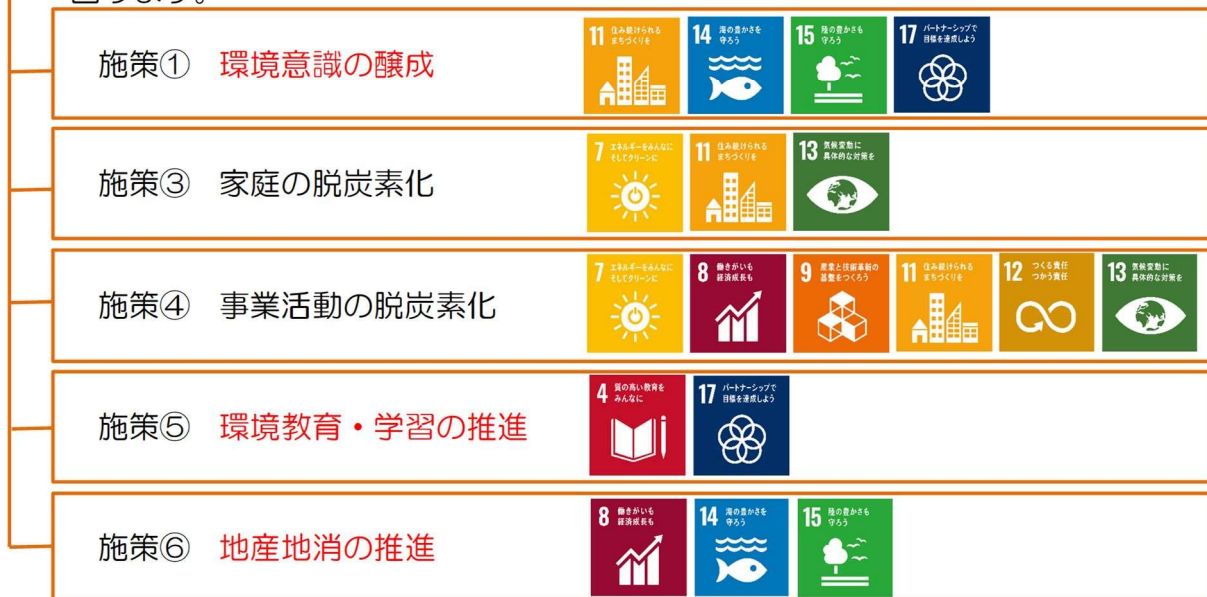 図ります。
施策① 環境意識の醸成
11 住み続けられる
まちづくりを
14 海の豊かさを
守ろう
15 陸の豊かさも
守ろう
17 パートナーシップで
目標を達成しよう
施策③ 家庭の脱炭素化
7 エネルギーをみんなに
そしてクリーンに
11 住み続けられる
まちづくりを
13 気候変動に
具体的な対策を
施策④ 事業活動の脱炭素化
7 エネルギーをみんなに
そしてクリーンに
8 働きがいも
経済成長も
9 産業と技術革新の
基盤をつくろう
11 住み続けられる
まちづくりを
12 つくる責任
つかう責任
13 気候変動に
具体的な対策を
施策⑤ 環境教育・学習の推進
4 質の高い教育を
みんなに
17 パートナーシップで
目標を達成しよう
施策⑥ 地産地消の推進
8 働きがいも
経済成長も
14 海の豊かさを
守ろう
15 陸の豊かさも
守ろう